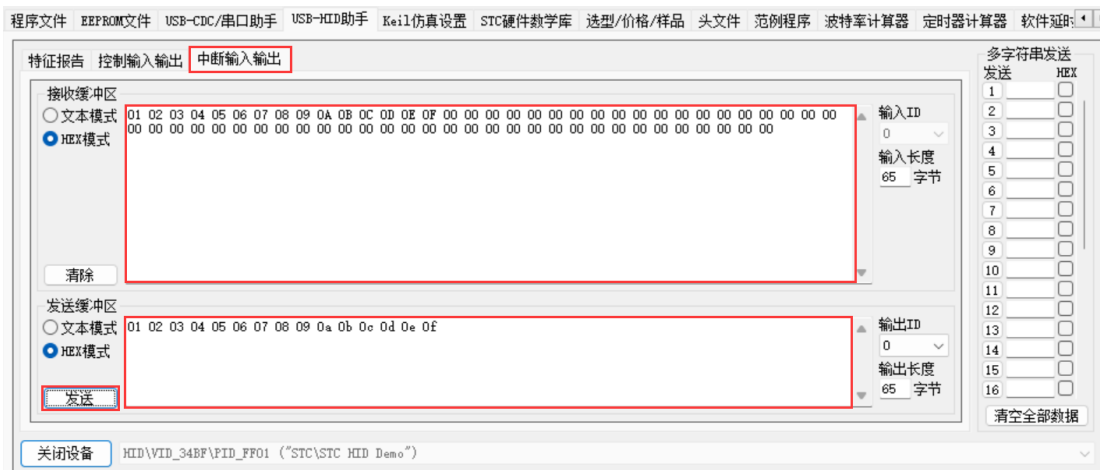 程序文件 EEPROM文件 USB-CDC/串口助手 USB-HID助手 Keil仿真设置 STC硬件数学库 选型/价格/样品 头文件 范例程序 波特率计算器 定时器计算器 软件延时
特征报告 控制输入输出 中断输入输出
接收缓冲区
文本模式
HEX模式
01 02 03 04 05 06 07 08 09 0A 0B 0C 0D 0E 0F 00 00 00 00 00 00 00 00 00 00 00 00 00 00 00 00 00 00 00
00 00 00 00 00 00 00 00 00 00 00 00 00 00 00 00 00 00 00 00 00 00 00 00 00 00 00 00 00 00 00
输入ID
0
输入长度
65 字节
清除
发送缓冲区
文本模式
HEX模式
01 02 03 04 05 06 07 08 09 0a 0b 0c 0d 0e 0f
输出ID
0
输出长度
65 字节
发送
多字符串发送
发送 HEX
1
2
3
4
5
6
7
8
9
10
11
12
13
14
15
16
清空全部数据
关闭设备 HID\VID_34BF\PID_FF01 ("STC\STC HID Demo")